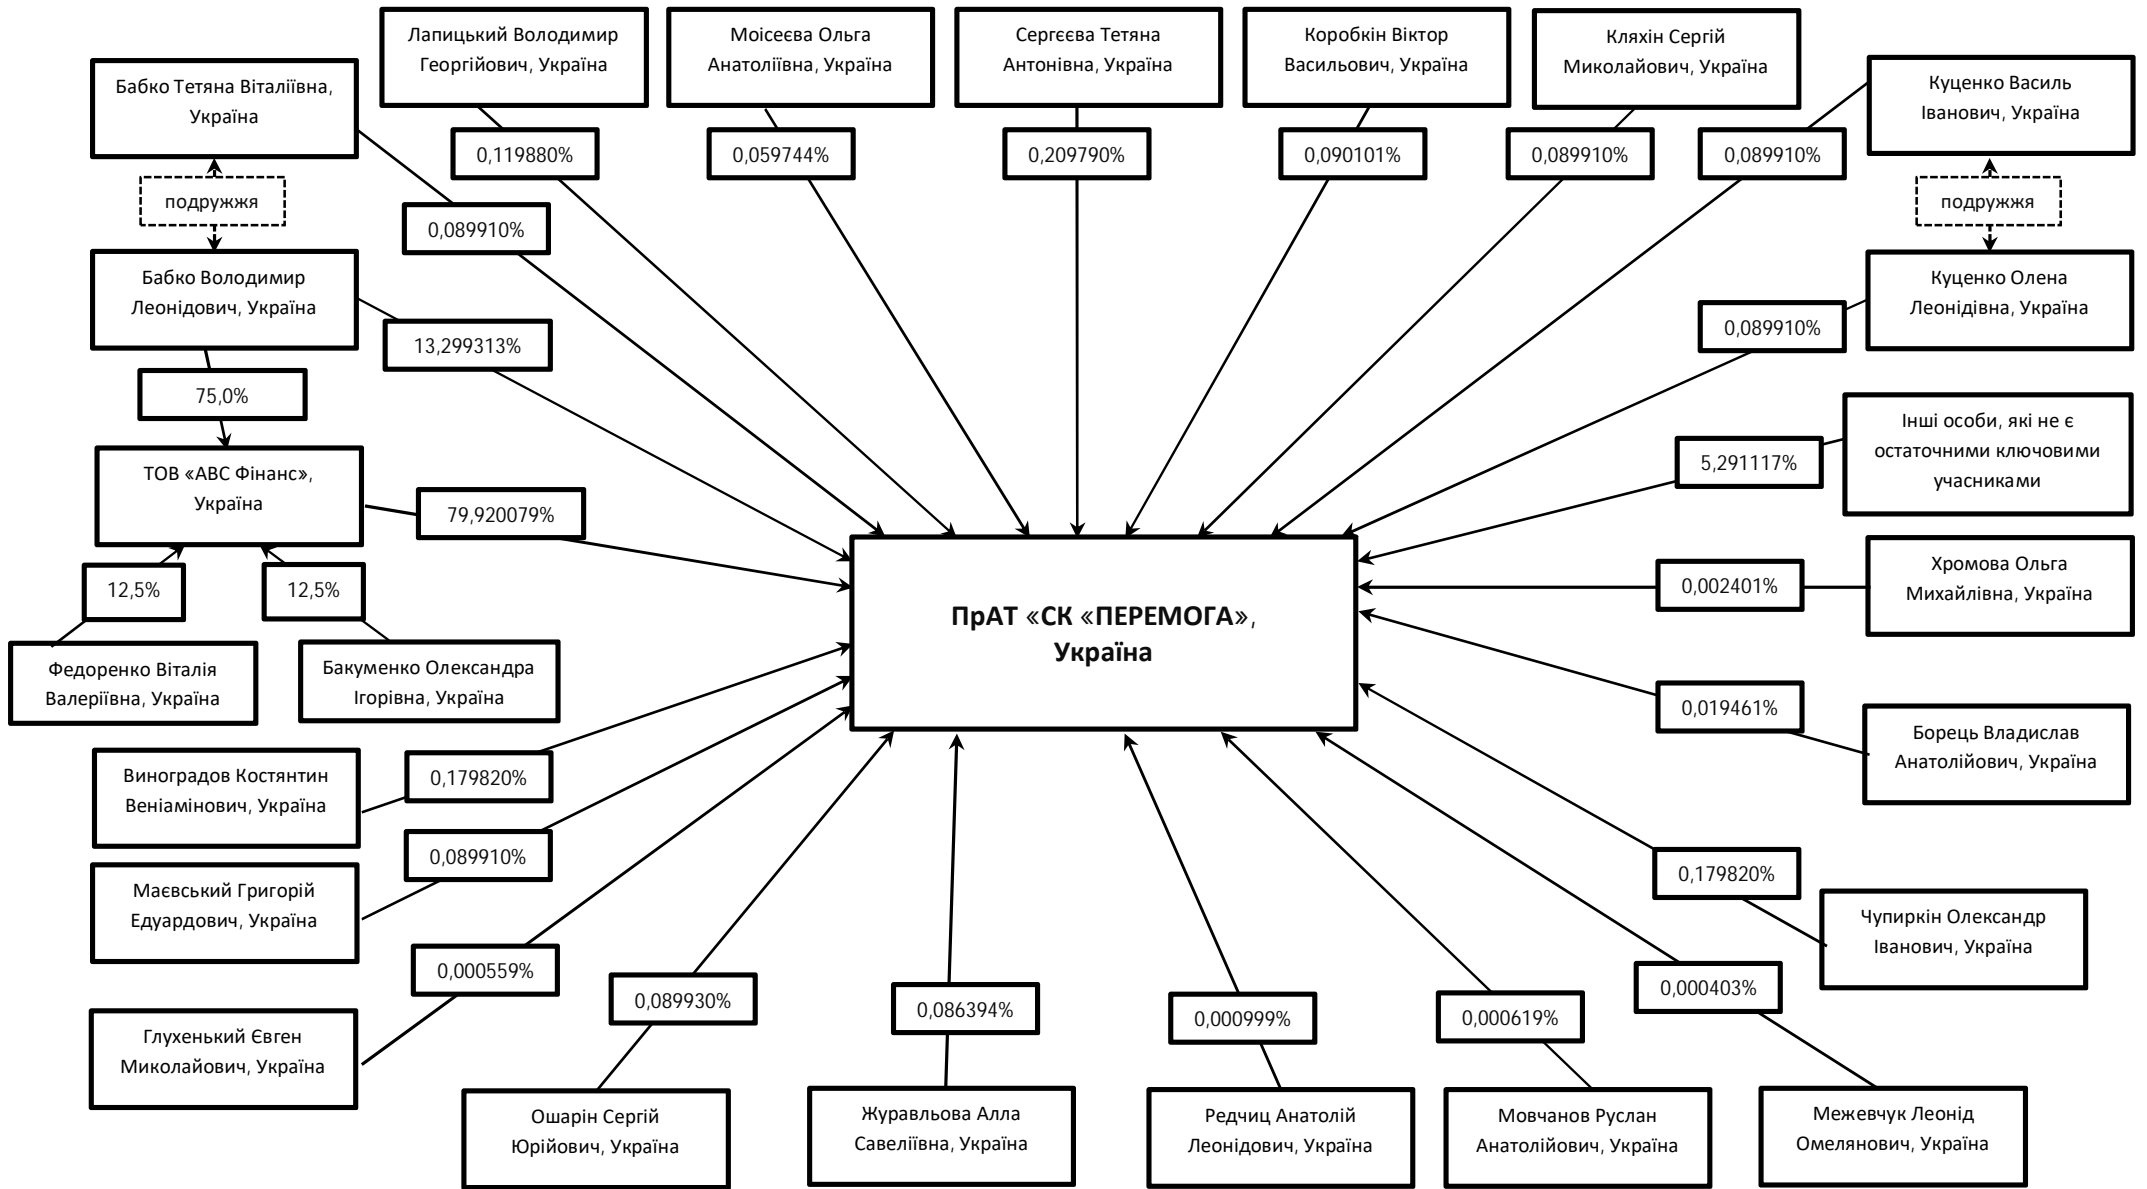 Лапицький Володимир
Георгійович, Україна
Моісеєва Ольга
Анатоліївна, Україна
Сергєєва Тетяна
Антонівна, Україна
Коробкін Віктор
Васильович, Україна
Кляхін Сергій
Миколайович, Україна
Бабко Тетяна Віталіївна,
Україна
Куценко Василь
Іванович, Україна
0,119880%
0,059744%
0,209790%
0,090101%
0,089910%
0,089910%
подружжя
0,089910%
подружжя
Бабко Володимир
Леонідович, Україна
Куценко Олена
Леонідівна, Україна
13,299313%
0,089910%
75,0%
Інші особи, які не є
остаточними ключовими
учасниками
5,291117%
ТОВ «АВС Фінанс»,
Україна
79,920079%
12,5%
12,5%
Хромова Ольга
Михайлівна, Україна
0,002401%
ПрАТ «СК «ПЕРЕМОГА»,
Україна
Федоренко Віталія
Валеріївна, Україна
Бакуменко Олександра
Ігорівна, Україна
0,019461%
Борець Владислав
Анатолійович, Україна
Виноградов Костянтин
Веніамінович, Україна
0,179820%
0,089910%
Маєвський Григорій
Едуардович, Україна
0,179820%
Чупиркін Олександр
Іванович, Україна
0,000559%
0,089930%
0,086394%
0,000999%
0,000619%
0,000403%
Глухенький Євген
Миколайович, Україна
Ошарін Сергій
Юрійович, Україна
Журавльова Алла
Савеліївна, Україна
Редчиц Анатолій
Леонідович, Україна
Мовчанов Руслан
Анатолійович, Україна
Межевчук Леонід
Омелянович, Україна